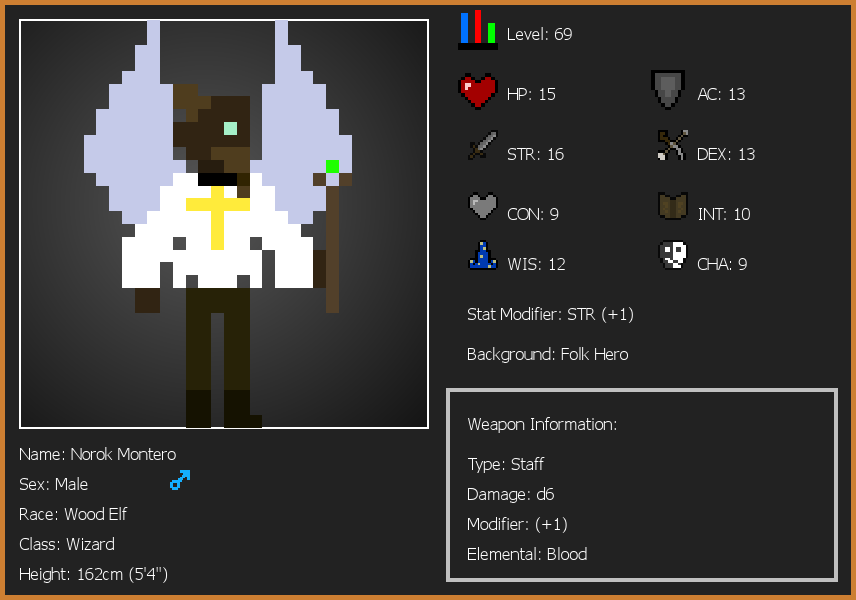 Level: 69
HP: 15
AC: 13
STR: 16
DEX: 13
CON: 9
INT: 10
WIS: 12
CHA: 9
Stat Modifier: STR (+1)
Background: Folk Hero
Weapon Information:
Type: Staff
Damage: d6
Modifier: (+1)
Elemental: Blood
Name: Norok Montero
Sex: Male
Race: Wood Elf
Class: Wizard
Height: 162cm (5'4")